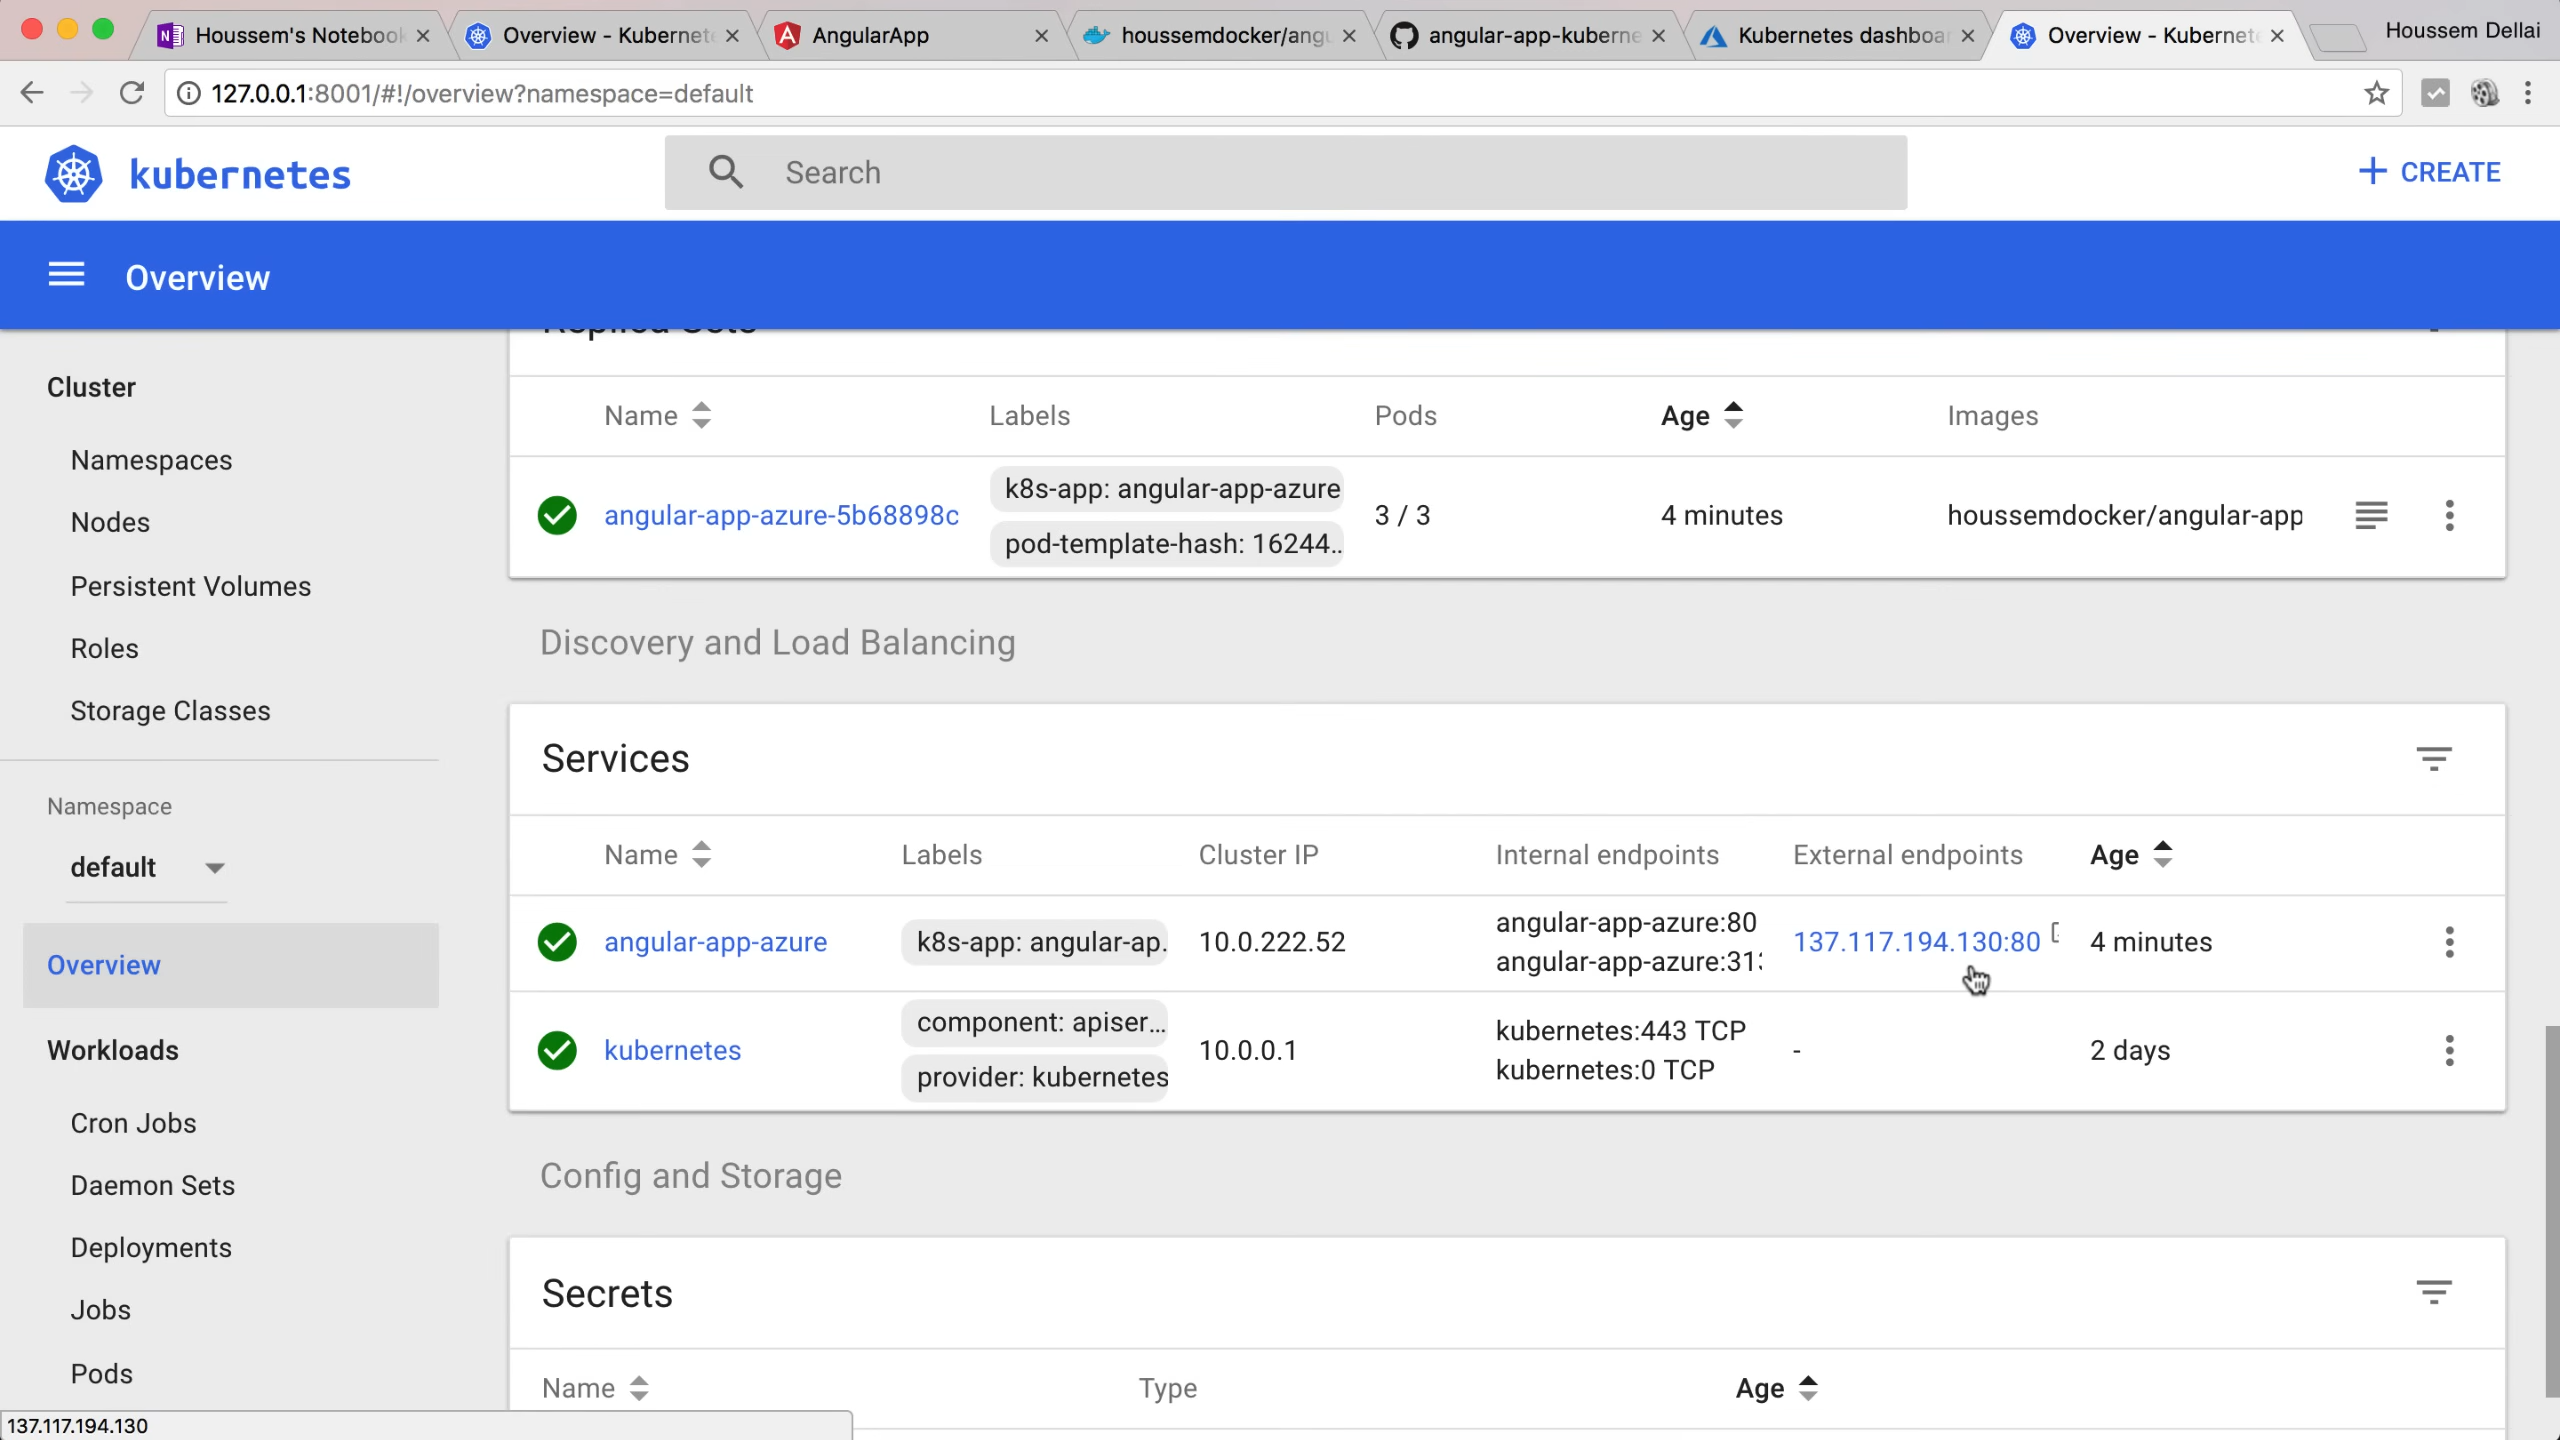 Houssem's Notebook
Overview - Kubernet
AngularApp
houssemdocker/angu
angular-app-kuberne
Kubernetes dashboar
Overview - Kubernet
Houssem Dellai
127.0.0.1:8001/#!/overview?namespace=default
kubernetes
Search
CREATE
Overview
Cluster
Namespaces
Nodes
Persistent Volumes
Roles
Storage Classes
Namespace
default
Overview
Workloads
Cron Jobs
Daemon Sets
Deployments
Jobs
Pods
Name Labels Pods Age Images
angular-app-azure-5b68898c
k8s-app: angular-app-azure
pod-template-hash: 16244..
3 / 3
4 minutes
houssemdocker/angular-app
Discovery and Load Balancing
Services
Name Labels Cluster IP Internal endpoints External endpoints Age
angular-app-azure
k8s-app: angular-ap.
10.0.222.52
angular-app-azure:80
angular-app-azure:31
137.117.194.130:80
4 minutes
kubernetes
component: apiser...
provider: kubernetes
10.0.0.1
kubernetes:443 TCP
kubernetes:0 TCP
-
2 days
Config and Storage
Secrets
Name Type Age
137.117.194.130